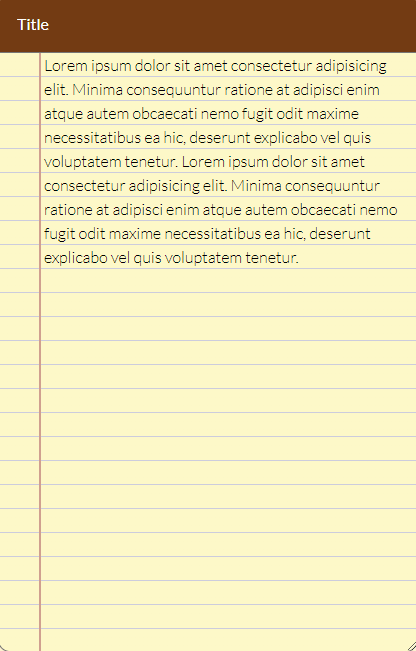 Title
Lorem ipsum dolor sit amet consectetur adipisicing
elit. Minima consequuntur ratione at adipisci enim
atque autem obcaecati nemo fugit odit maxime
necessitatibus ea hic, deserunt explicabo vel quis
voluptatem tenetur. Lorem ipsum dolor sit amet
consectetur adipisicing elit. Minima consequuntur
ratione at adipisci enim atque autem obcaecati nemo
fugit odit maxime necessitatibus ea hic, deserunt
explicabo vel quis voluptatem tenetur.